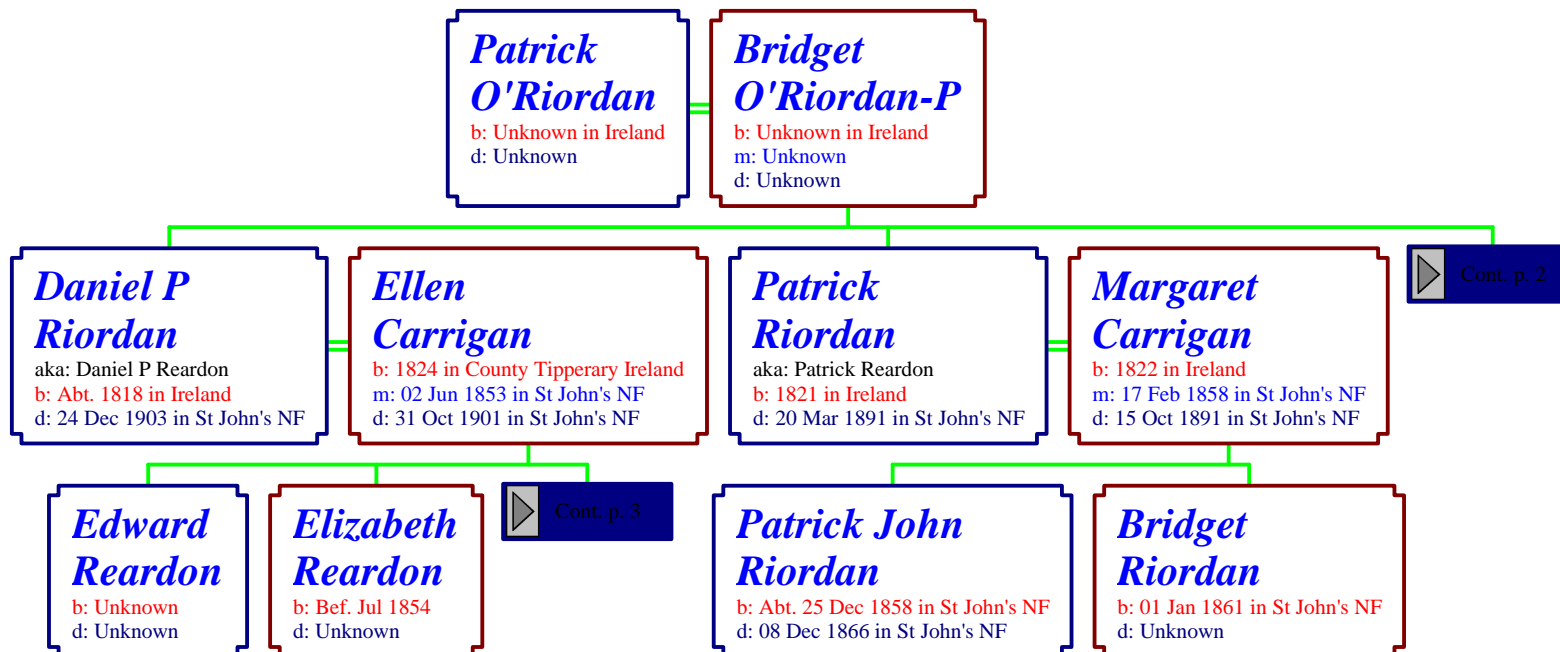 Patrick
O'Riordan
b: Unknown in Ireland
d: Unknown
Bridget
O'Riordan-P
b: Unknown in Ireland
m: Unknown
d: Unknown
Daniel P
Riordan
aka: Daniel P Reardon
b: Abt. 1818 in Ireland
d: 24 Dec 1903 in St John's NF
Ellen
Carrigan
b: 1824 in County Tipperary Ireland
m: 02 Jun 1853 in St John's NF
d: 31 Oct 1901 in St John's NF
Patrick
Riordan
aka: Patrick Reardon
b: 1821 in Ireland
d: 20 Mar 1891 in St John's NF
Margaret
Carrigan
b: 1822 in Ireland
m: 17 Feb 1858 in St John's NF
d: 15 Oct 1891 in St John's NF
Cont. p. 2
Edward
Reardon
b: Unknown
d: Unknown
Elizabeth
Reardon
b: Bef. Jul 1854
d: Unknown
Cont. p. 3
Patrick John
Riordan
b: Abt. 25 Dec 1858 in St John's NF
d: 08 Dec 1866 in St John's NF
Bridget
Riordan
b: 01 Jan 1861 in St John's NF
d: Unknown